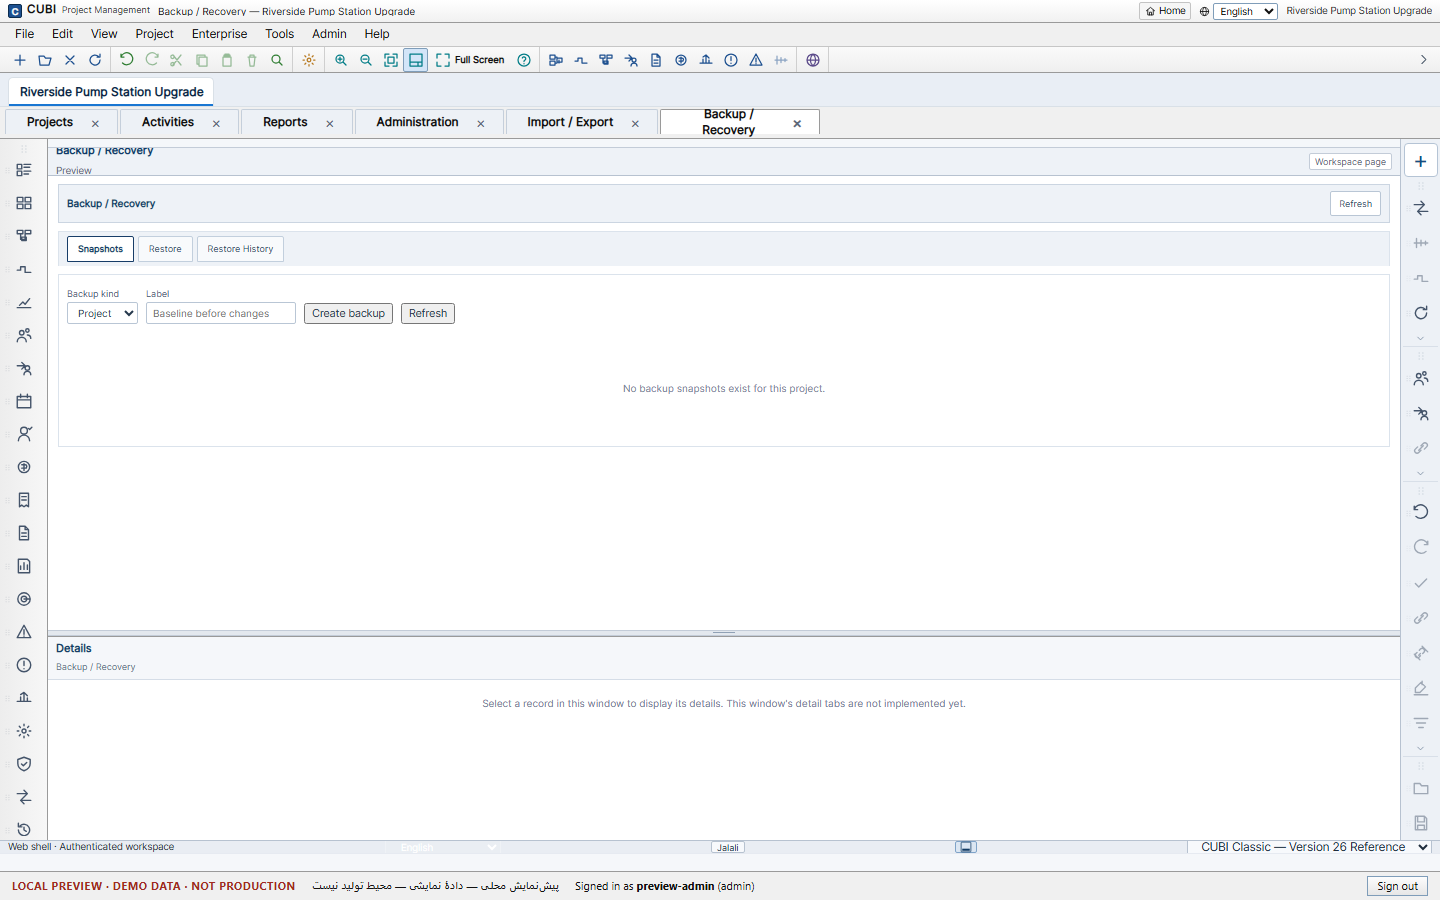 CUBI Project Management Backup / Recovery — Riverside Pump Station Upgrade Home English Riverside Pump Station Upgrade
File Edit View Project Enterprise Tools Admin Help
Full Screen
Riverside Pump Station Upgrade
Projects Activities Reports Administration Import / Export Backup / Recovery
Backup / Recovery
Preview
Workspace page
Backup / Recovery Refresh
Snapshots Restore Restore History
Backup kind Label
Project Baseline before changes Create backup Refresh
No backup snapshots exist for this project.
Details
Backup / Recovery
Select a record in this window to display its details. This window's detail tabs are not implemented yet.
Web shell · Authenticated workspace English Jalali CUBI Classic — Version 26 Reference
LOCAL PREVIEW · DEMO DATA · NOT PRODUCTION پیش‌نمایش محلی — دادهٔ نمایشی — محیط تولید نیست Signed in as preview-admin (admin) Sign out